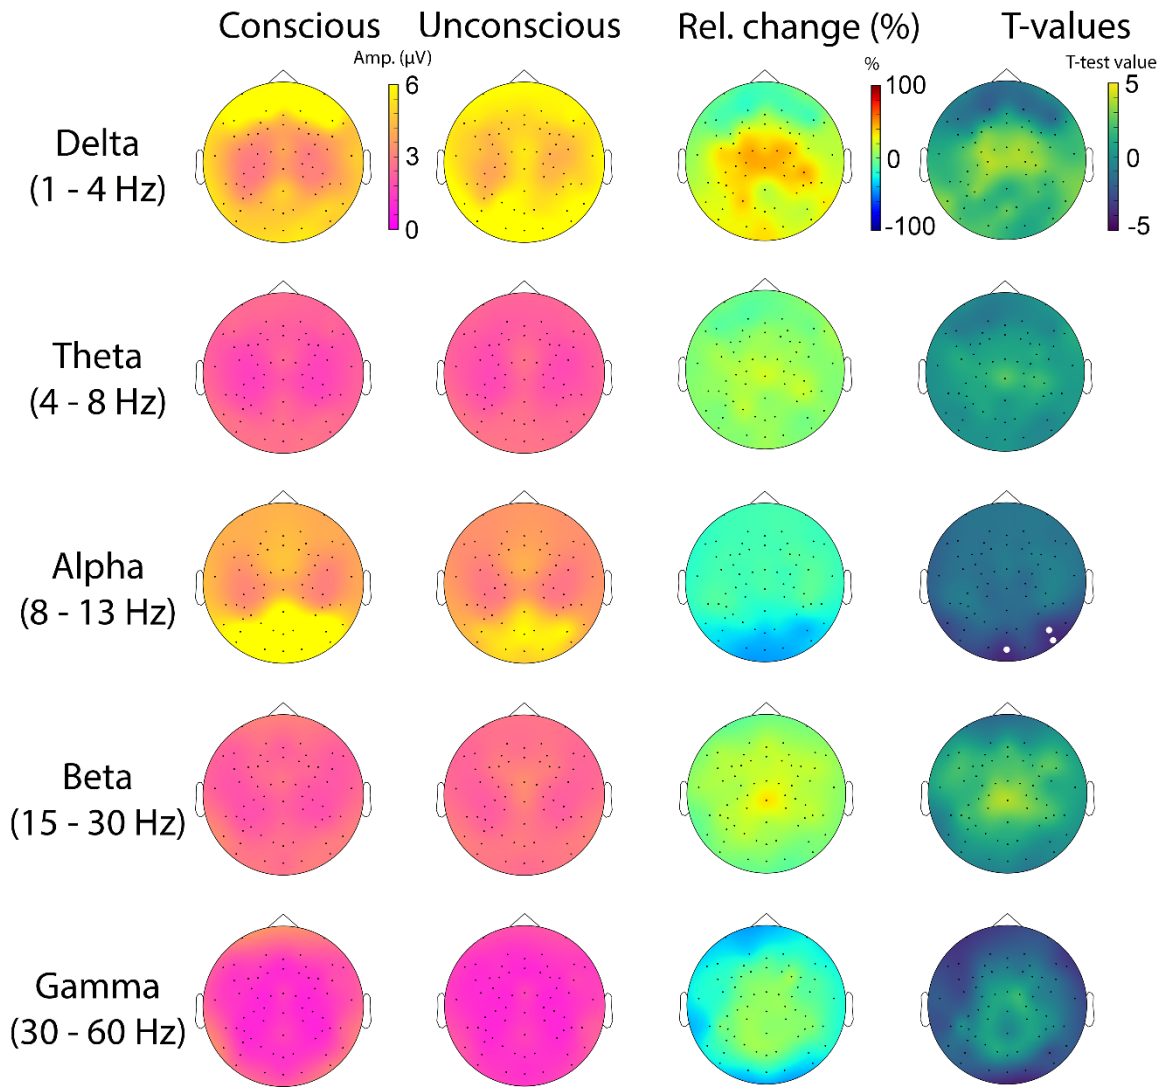 Conscious Unconscious Rel. change (%) T-values
Amp. (μV) % T-test value
6 100 5
3 0% 0
0 -100 -5
Delta
(1 - 4 Hz)
Theta
(4 - 8 Hz)
Alpha
(8 - 13 Hz)
Beta
(15 - 30 Hz)
Gamma
(30 - 60 Hz)